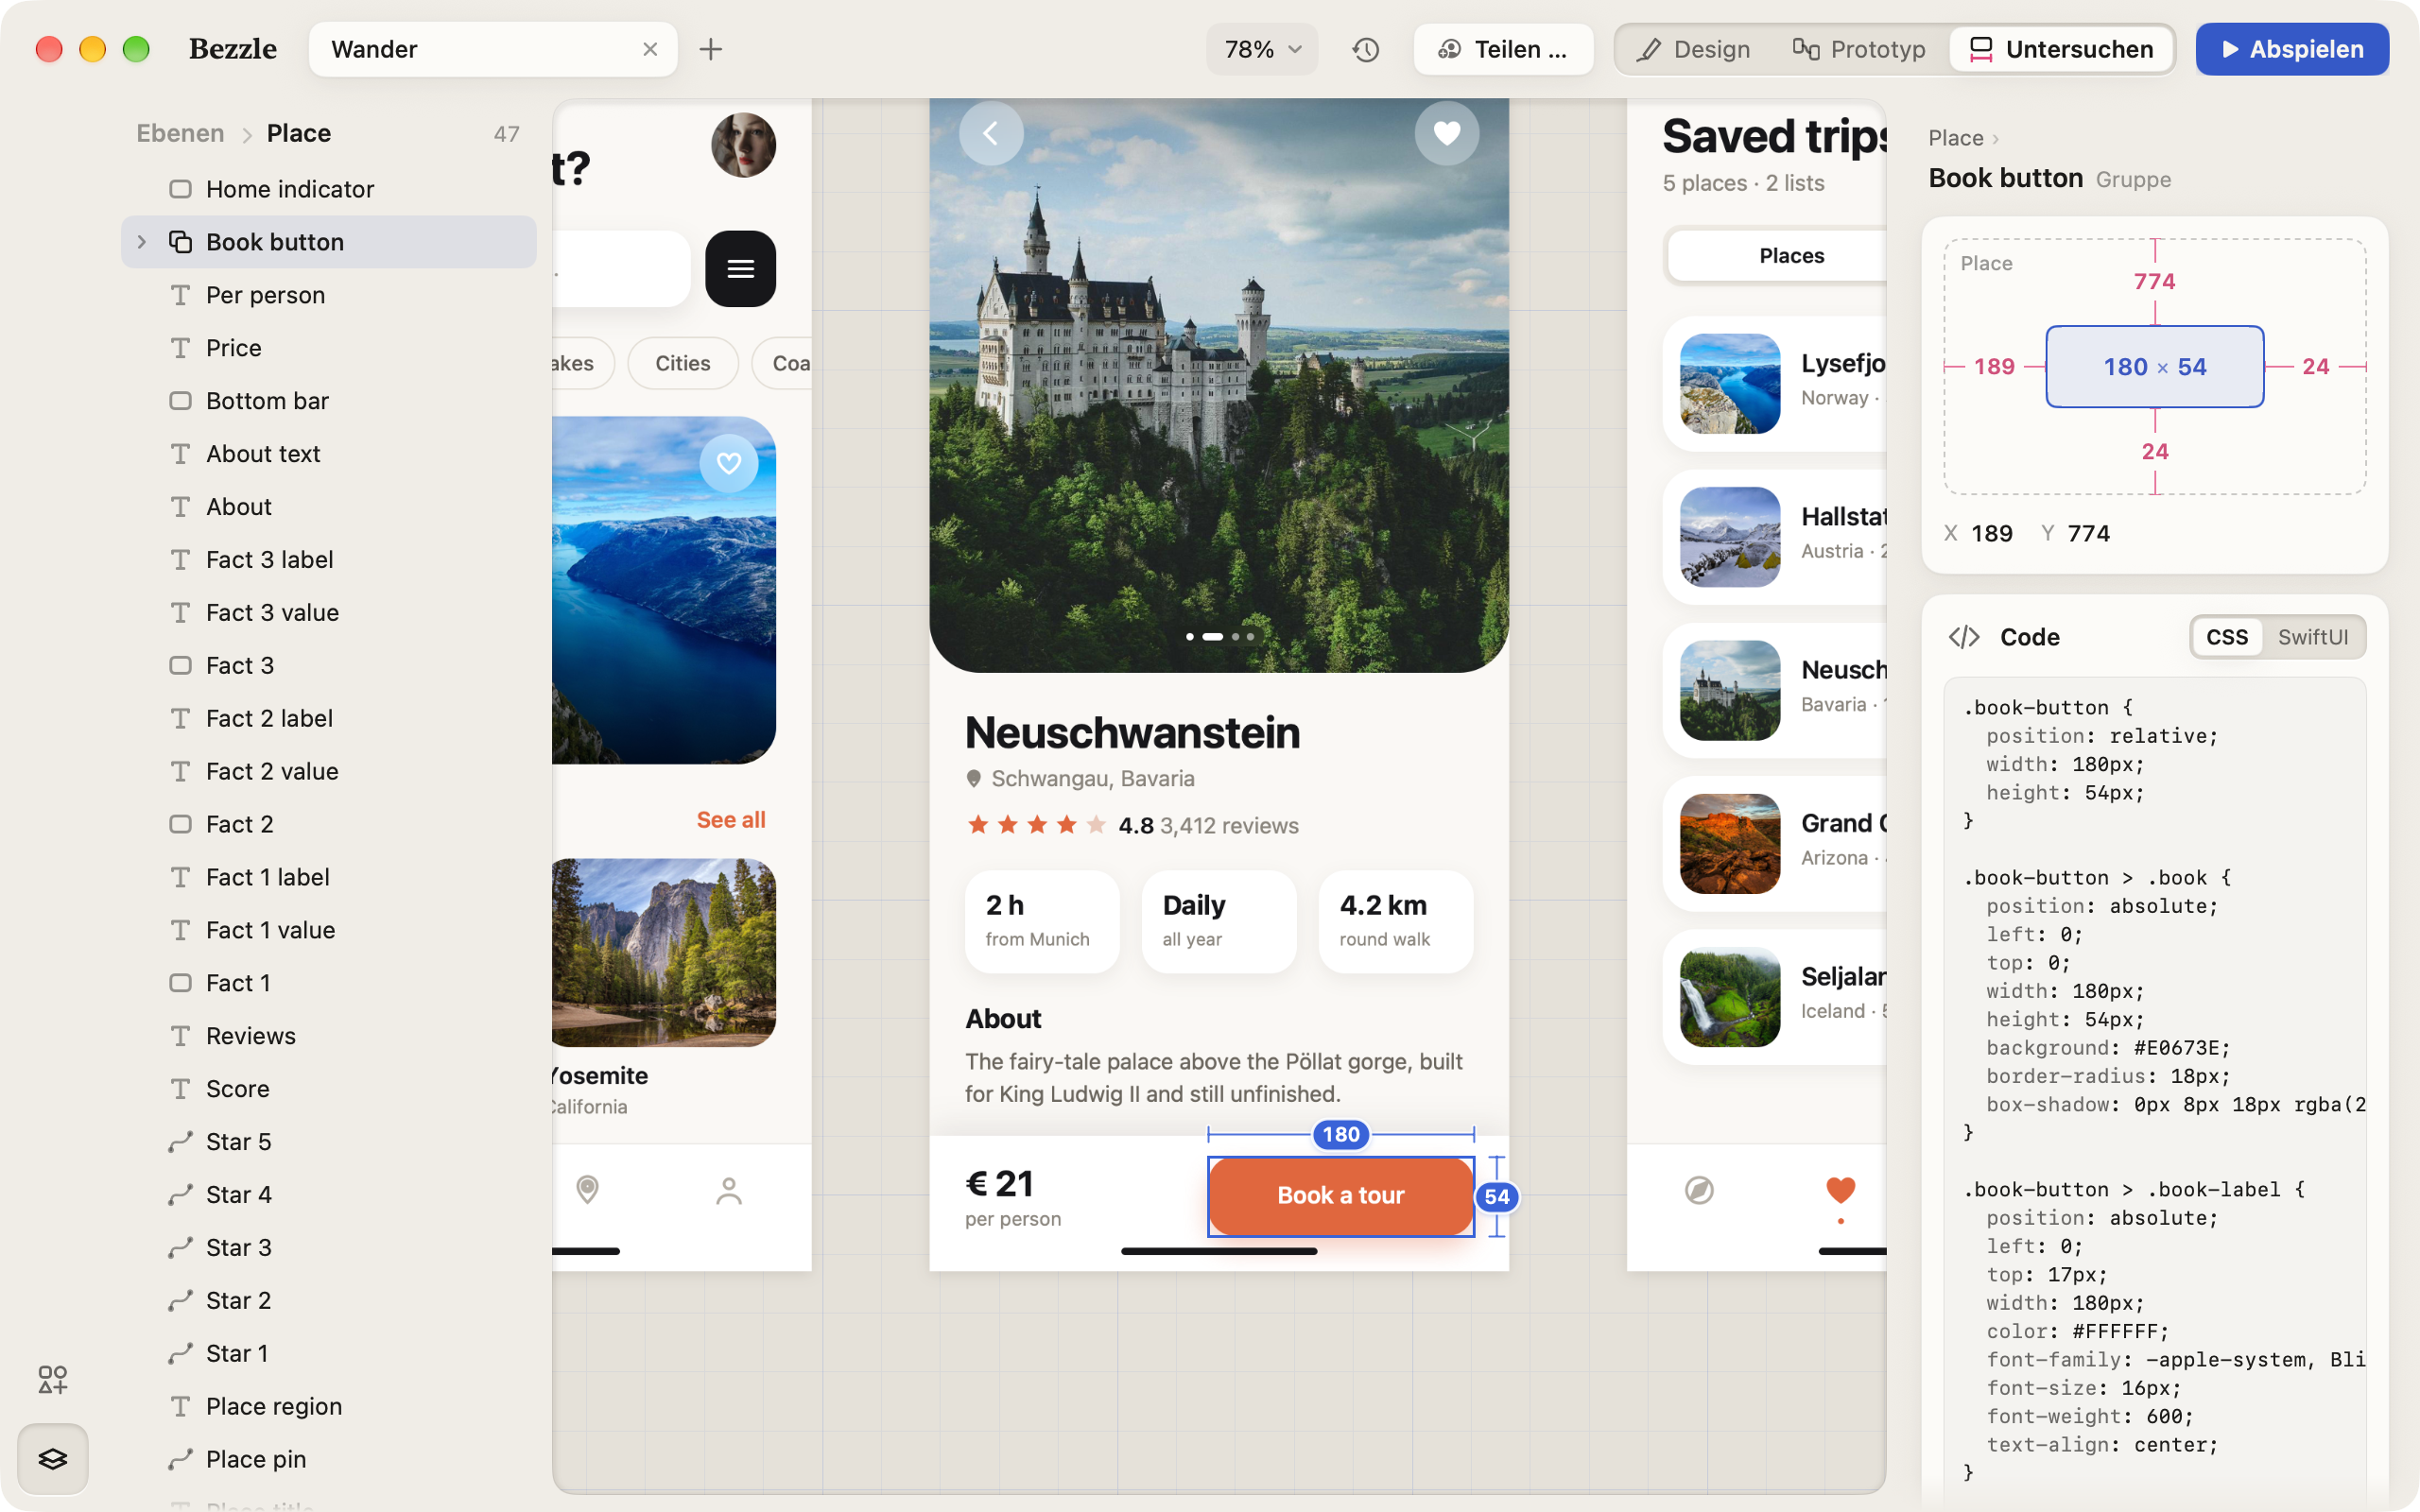 Bezzle
Wander
78%
Teilen ...
Design
Prototyp
Untersuchen
Abspielen
Ebenen
Place
47
Home indicator
Book button
Per person
Price
Bottom bar
About text
About
Fact 3 label
Fact 3 value
Fact 3
Fact 2 label
Fact 2 value
Fact 2
Fact 1 label
Fact 1 value
Fact 1
Reviews
Score
Star 5
Star 4
Star 3
Star 2
Star 1
Place region
Place pin
Place title
t?
akes
Cities
Coa
See all
Yosemite
California
Neuschwanstein
Schwangau, Bavaria
4.8 3,412 reviews
2 h
from Munich
Daily
all year
4.2 km
round walk
About
The fairy-tale palace above the Pöllat gorge, built
for King Ludwig II and still unfinished.
180
€ 21
per person
Book a tour
54
Saved trips
5 places · 2 lists
Places
Lysefjo
Norway ·
Hallstat
Austria · 2
Neusch
Bavaria · 1
Grand C
Arizona ·
Seljalar
Iceland · 5
Place
Book button Gruppe
Place
774
189
180 × 54
24
24
X 189 Y 774
Code
CSS
SwiftUI
.book-button {
position: relative;
width: 180px;
height: 54px;
}
.book-button > .book {
position: absolute;
left: 0;
top: 0;
width: 180px;
height: 54px;
background: #E0673E;
border-radius: 18px;
box-shadow: 0px 8px 18px rgba(2
}
.book-button > .book-label {
position: absolute;
left: 0;
top: 17px;
width: 180px;
color: #FFFFFF;
font-family: -apple-system, Bli
font-size: 16px;
font-weight: 600;
text-align: center;
}